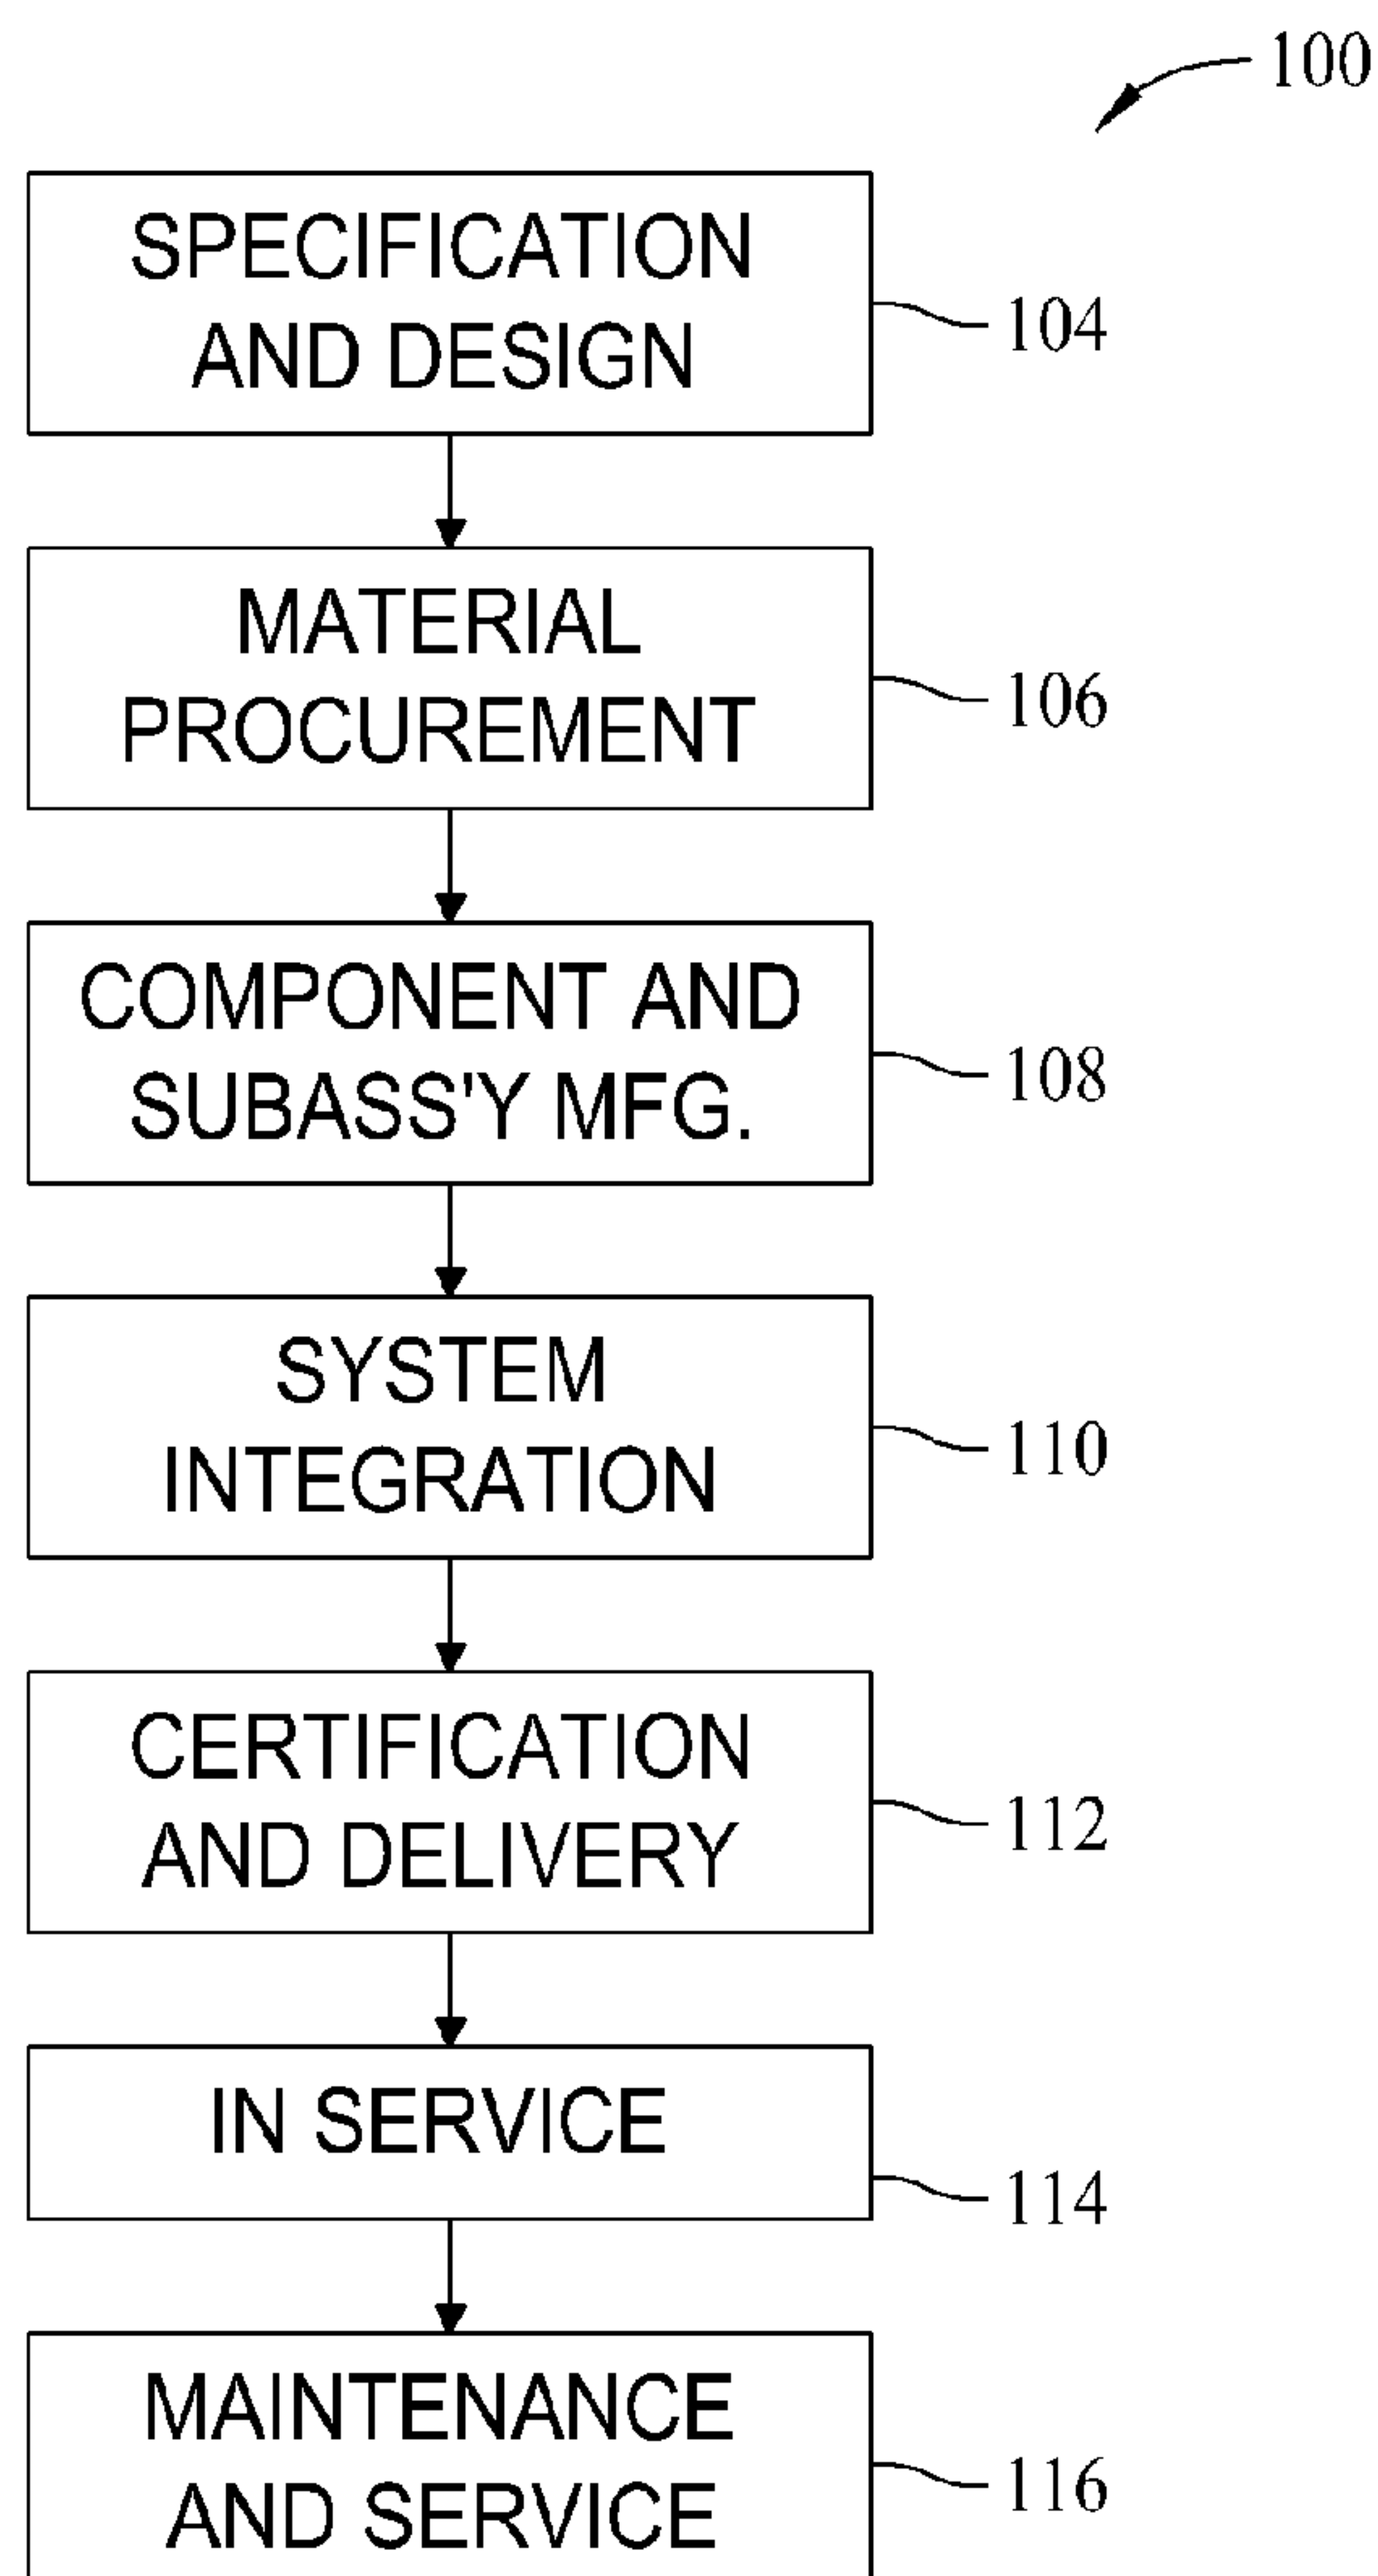 100
SPECIFICATION
AND DESIGN
104
MATERIAL
PROCUREMENT
106
COMPONENT AND
SUBASS'Y MFG.
108
SYSTEM
INTEGRATION
110
CERTIFICATION
AND DELIVERY
112
IN SERVICE
114
MAINTENANCE
AND SERVICE
116